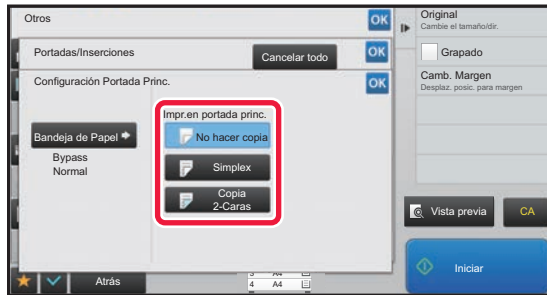 Otros
OK
Portadas/Inserciones
Cancelar todo
OK
Configuración Portada Princ.
OK
Impr.en portada princ.
Bandeja de Papel
Bypass
Normal
No hacer copia
Simplex
Copia
2-Caras
Atrás
3 A4
4 A4
Original
Cambie el tamaño/dir.
Grapado
Camb. Margen
Desplaz. posic. para margen
Vista previa
CA
Iniciar